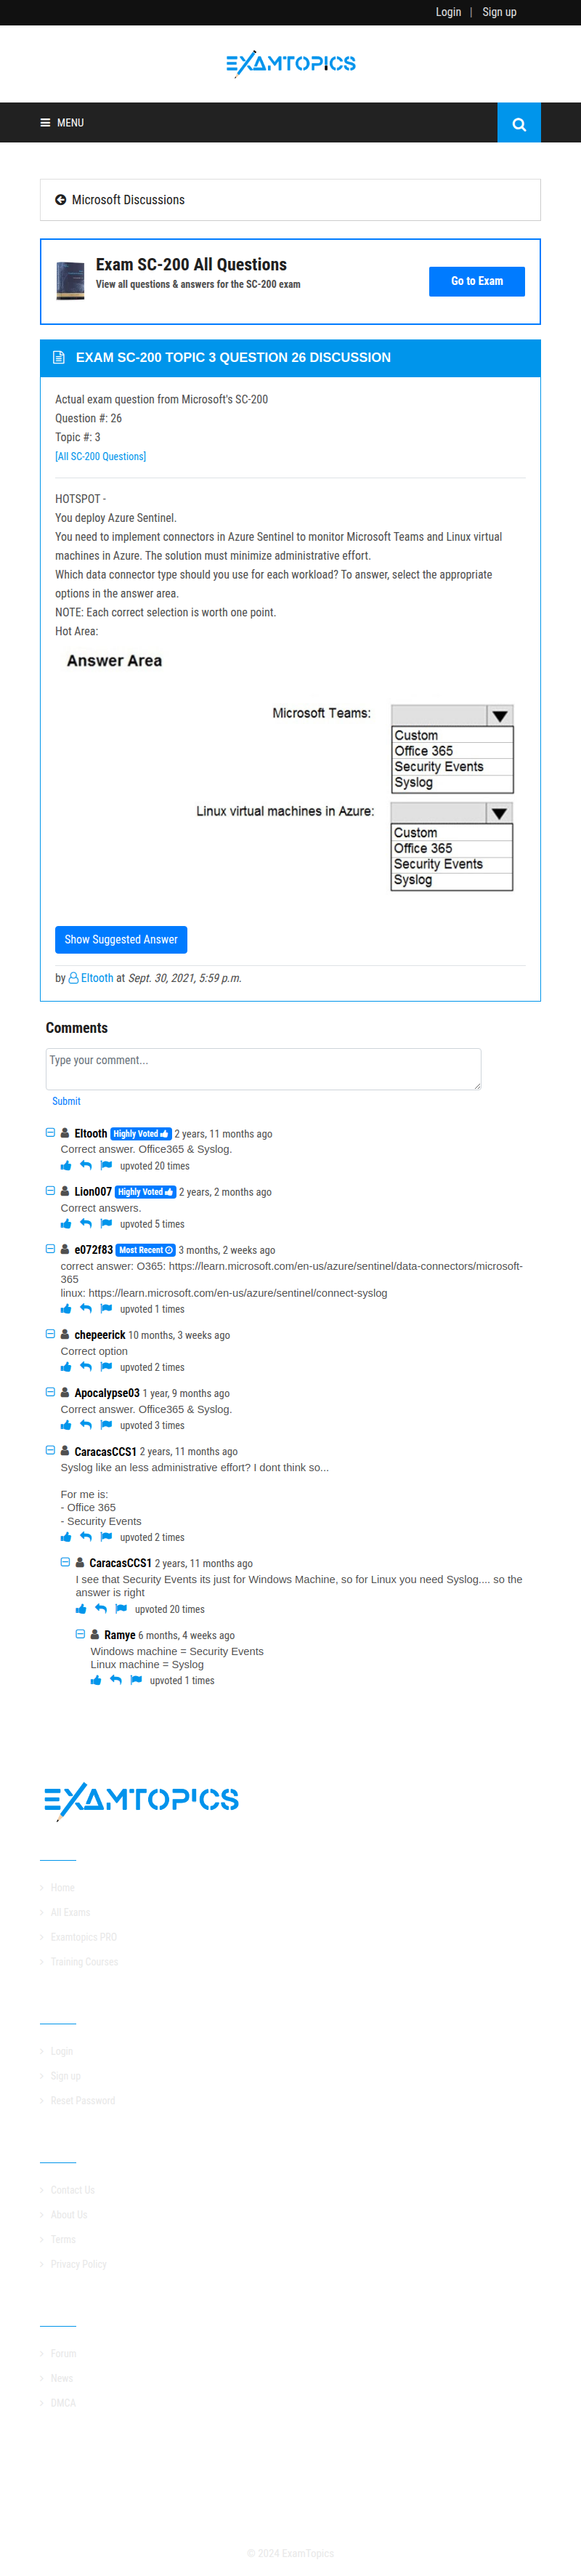 Login | Sign up
EXAMTOPICS
MENU
Microsoft Discussions
Exam SC-200 All Questions
View all questions & answers for the SC-200 exam
Go to Exam
EXAM SC-200 TOPIC 3 QUESTION 26 DISCUSSION
Actual exam question from Microsoft's SC-200
Question #: 26
Topic #: 3
[All SC-200 Questions]
HOTSPOT -
You deploy Azure Sentinel.
You need to implement connectors in Azure Sentinel to monitor Microsoft Teams and Linux virtual
machines in Azure. The solution must minimize administrative effort.
Which data connector type should you use for each workload? To answer, select the appropriate
options in the answer area.
NOTE: Each correct selection is worth one point.
Hot Area:
Answer Area
Microsoft Teams:
Custom
Office 365
Security Events
Syslog
Linux virtual machines in Azure:
Custom
Office 365
Security Events
Syslog
Show Suggested Answer
by Eltooth at Sept. 30, 2021, 5:59 p.m.
Comments
Type your comment...
Submit
Eltooth Highly Voted 2 years, 11 months ago
Correct answer. Office365 & Syslog.
upvoted 20 times
Lion007 Highly Voted 2 years, 2 months ago
Correct answers.
upvoted 5 times
e072f83 Most Recent 3 months, 2 weeks ago
correct answer: O365: https://learn.microsoft.com/en-us/azure/sentinel/data-connectors/microsoft-
365
linux: https://learn.microsoft.com/en-us/azure/sentinel/connect-syslog
upvoted 1 times
chepeerick 10 months, 3 weeks ago
Correct option
upvoted 2 times
Apocalypse03 1 year, 9 months ago
Correct answer. Office365 & Syslog.
upvoted 3 times
CaracasCCS1 2 years, 11 months ago
Syslog like an less administrative effort? I dont think so...
For me is:
- Office 365
- Security Events
upvoted 2 times
CaracasCCS1 2 years, 11 months ago
I see that Security Events its just for Windows Machine, so for Linux you need Syslog.... so the
answer is right
upvoted 20 times
Ramye 6 months, 4 weeks ago
Windows machine = Security Events
Linux machine = Syslog
upvoted 1 times
EXAMTOPICS
Home
All Exams
Examtopics PRO
Training Courses
Login
Sign up
Reset Password
Contact Us
About Us
Terms
Privacy Policy
Forum
News
DMCA
© 2024 ExamTopics